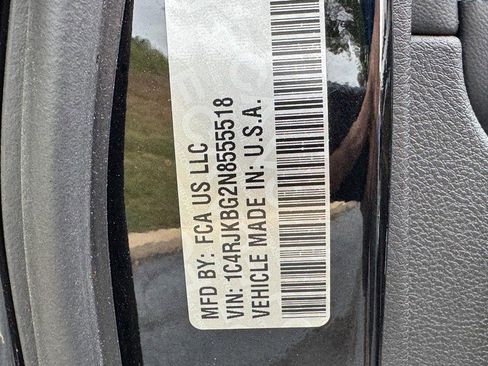 MFD BY: FCA US LLC
VIN: 1C4RJKBG2N8555518
VEHICLE MADE IN: U.S.A.